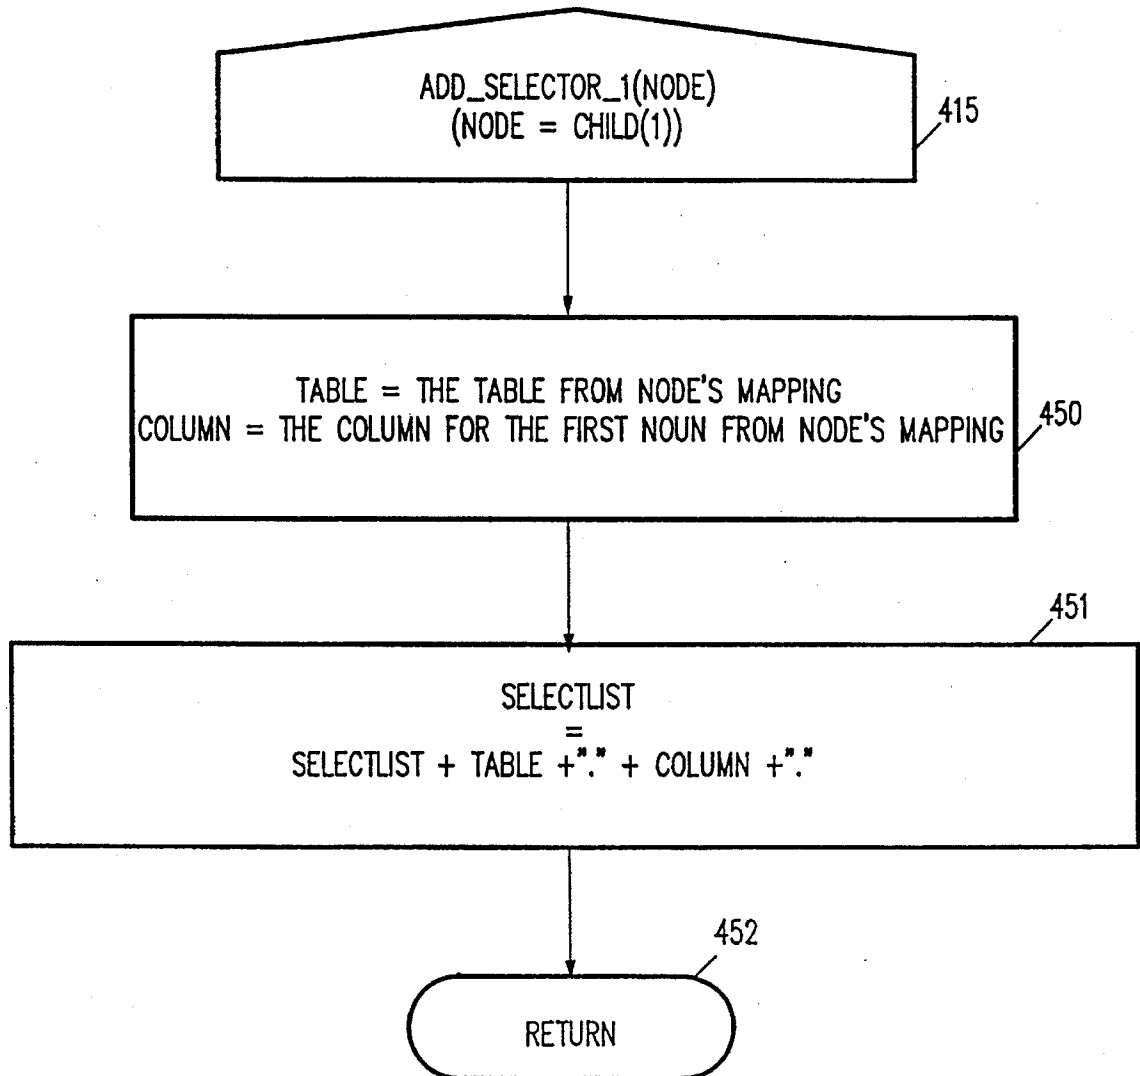 ADD_SELECTOR_1(NODE)
(NODE = CHILD(1))
415
TABLE = THE TABLE FROM NODE'S MAPPING
COLUMN = THE COLUMN FOR THE FIRST NOUN FROM NODE'S MAPPING
450
451
SELECTLIST
=
SELECTLIST + TABLE +"." + COLUMN +"."
452
RETURN